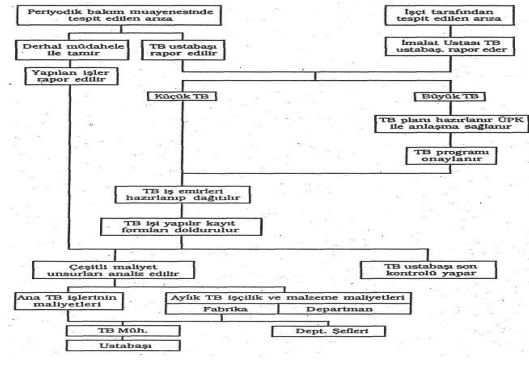 Periyodik bakım muayenesinde
tespit edilen arıza
İşçi tarafından
tespit edilen arıza
Derhal müdahele
ile tamir
TB ustabaşı
rapor edilir
İmalat Ustası TB
ustabaş. rapor eder
Yapılan işler
rapor edilir
Küçük TB
Büyük TB
TB planı hazırlanır ÜPK
ile anlaşma sağlanır
TB programı
onaylanır
TB iş emirleri
hazırlanıp dağıtılır
TB işi yapılır kayıt
formları doldurulur
Çeşitli maliyet
unsurları analiz edilir
TB ustabaşı son
kontrolü yapar
Ana TB işlerinin
maliyetleri
Aylık TB işçilik ve malzeme maliyetleri
Fabrika
Departman
TB Müh.
Dept. Şefleri
Ustabaşı